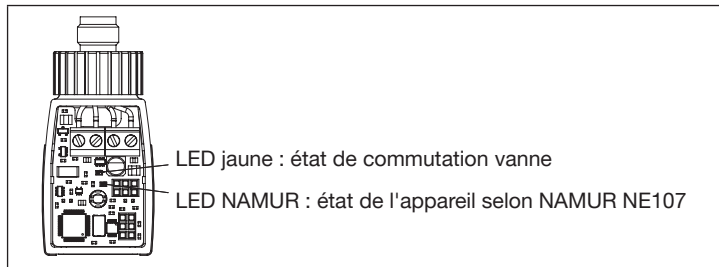 LED jaune : état de commutation vanne
LED NAMUR : état de l'appareil selon NAMUR NE107